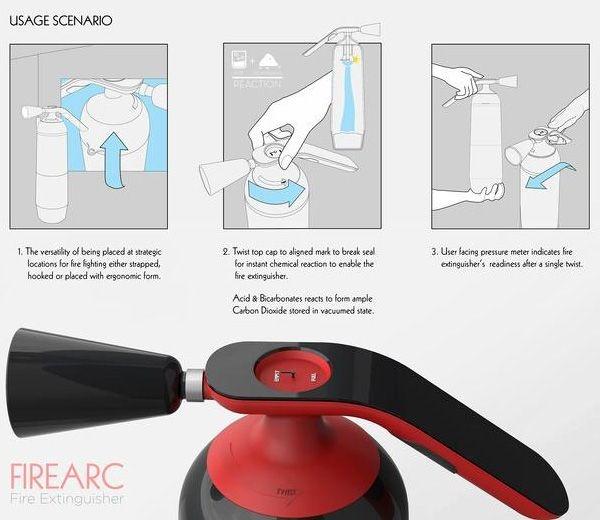 USAGE SCENARIO
REACTION
1. The versatility of being placed at strategic
locations for fire fighting either strapped,
hooked or placed with ergonomic form.
2. Twist top cap to aligned mark to break seal
for instant chemical reaction to enable the
fire extinguisher.
Acid & Bicarbonates reacts to form ample
Carbon Dioxide stored in vacuumed state.
3. User facing pressure meter indicates fire
extinguisher's readiness after a single twist.
EMPTY
FULL
TWIST
FIREARC
Fire Extinguisher